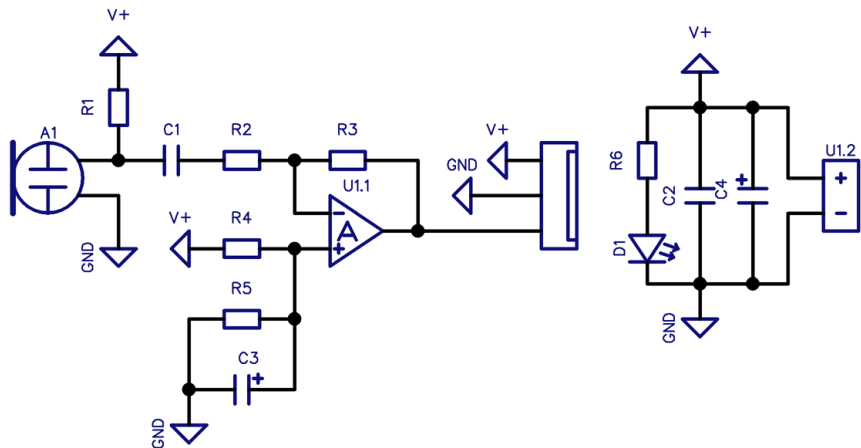 V+
R1
A1
C1
R2
R3
GND
U1.1
A
V+
R4
R5
C3
GND
V+
GND
V+
R6
C2
C4
U1.2
D1
GND